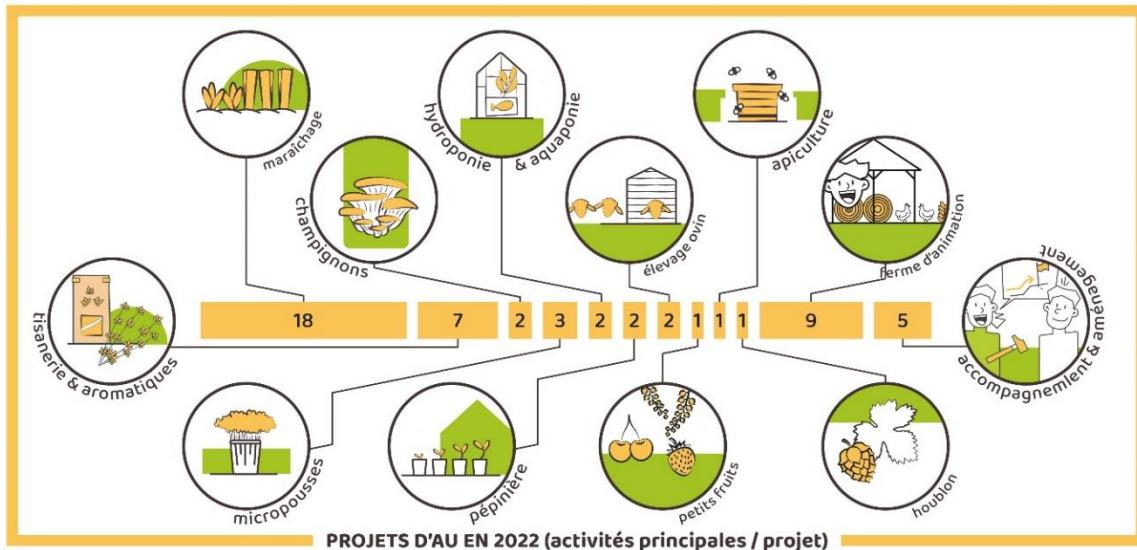 maraîchage
hydroponie & aquaponie
apiculture
champignons
élevage ovin
ferme d'animation
tisanerie & aromatiques
accompagnement & aménagement
18 7 2 3 2 2 2 1 1 1 9 5
micropousses
pépinière
petits fruits
houblon
PROJETS D'AU EN 2022 (activités principales / projet)